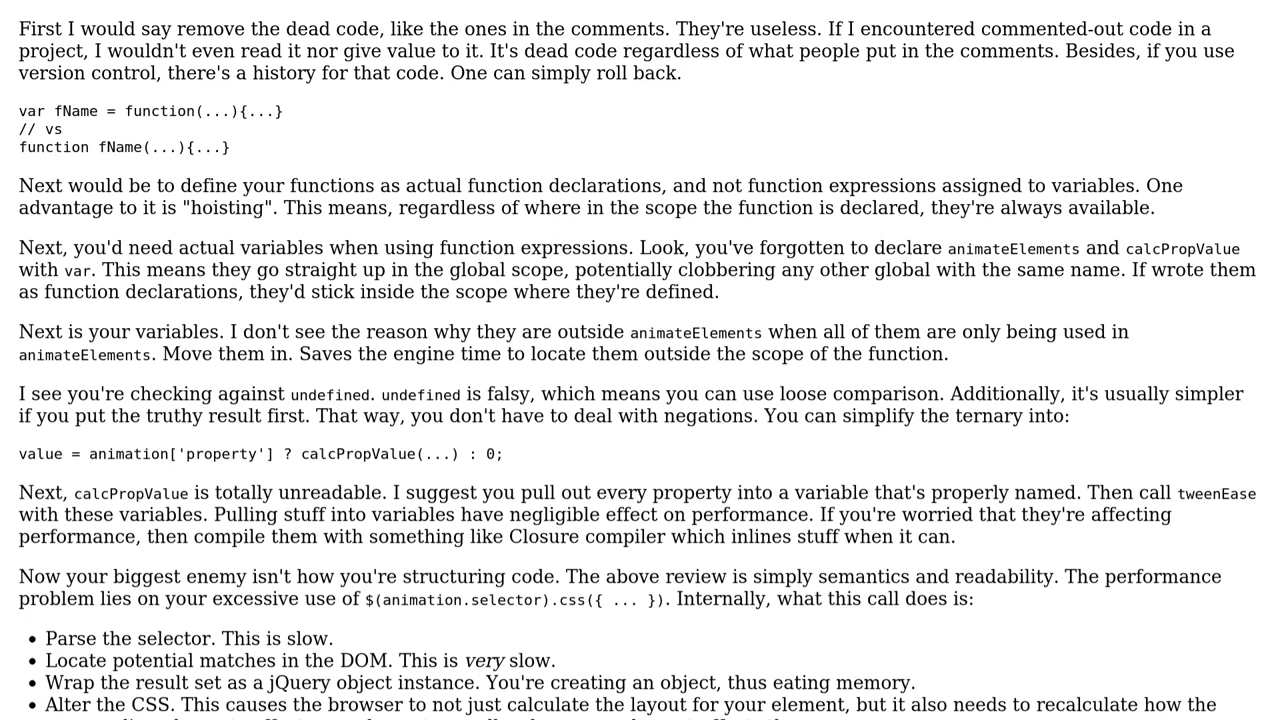 First I would say remove the dead code, like the ones in the comments. They're useless. If I encountered commented-out code in a
project, I wouldn't even read it nor give value to it. It's dead code regardless of what people put in the comments. Besides, if you use
version control, there's a history for that code. One can simply roll back.
var fName = function(...){...}
// vs
function fName(...){...}
Next would be to define your functions as actual function declarations, and not function expressions assigned to variables. One
advantage to it is "hoisting". This means, regardless of where in the scope the function is declared, they're always available.
Next, you'd need actual variables when using function expressions. Look, you've forgotten to declare animateElements and calcPropValue
with var. This means they go straight up in the global scope, potentially clobbering any other global with the same name. If wrote them
as function declarations, they'd stick inside the scope where they're defined.
Next is your variables. I don't see the reason why they are outside animateElements when all of them are only being used in
animateElements. Move them in. Saves the engine time to locate them outside the scope of the function.
I see you're checking against undefined. undefined is falsy, which means you can use loose comparison. Additionally, it's usually simpler
if you put the truthy result first. That way, you don't have to deal with negations. You can simplify the ternary into:
value = animation['property'] ? calcPropValue(...) : 0;
Next, calcPropValue is totally unreadable. I suggest you pull out every property into a variable that's properly named. Then call tweenEase
with these variables. Pulling stuff into variables have negligible effect on performance. If you're worried that they're affecting
performance, then compile them with something like Closure compiler which inlines stuff when it can.
Now your biggest enemy isn't how you're structuring code. The above review is simply semantics and readability. The performance
problem lies on your excessive use of $(animation.selector).css({ ... }). Internally, what this call does is:
• Parse the selector. This is slow.
• Locate potential matches in the DOM. This is very slow.
• Wrap the result set as a jQuery object instance. You're creating an object, thus eating memory.
• Alter the CSS. This causes the browser to not just calculate the layout for your element, but it also needs to recalculate how the